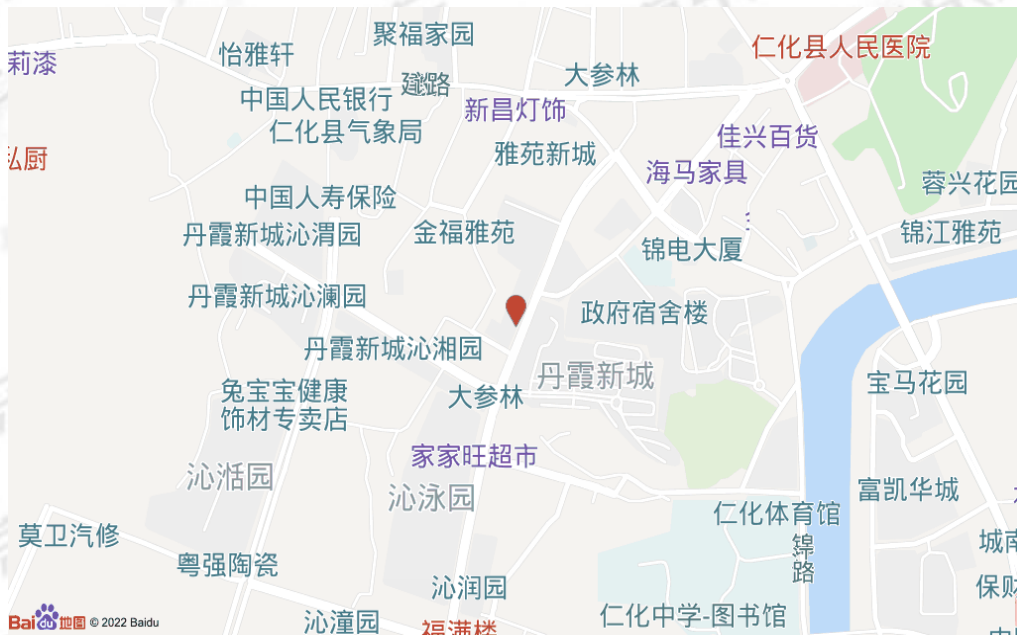 聚福家园
仁化县人民医院
怡雅轩
莉漆
大参林
中国人民银行
路
新昌灯饰
仁化县气象局
佳兴百货
雅苑新城
私厨
海马家具
蓉兴花园
中国人寿保险
丹霞新城沁渭园
金福雅苑
锦江雅苑
锦电大厦
丹霞新城沁澜园
政府宿舍楼
丹霞新城沁湘园
丹霞新城
宝马花园
兔宝宝健康
饰材专卖店
大参林
家家旺超市
沁湉园
沁泳园
富凯华城
仁化体育馆
莫卫汽修
锦
路
城南
粤强陶瓷
沁润园
保财
仁化中学-图书馆
沁潼园
福满楼
Bai du 地图 © 2022 Baidu